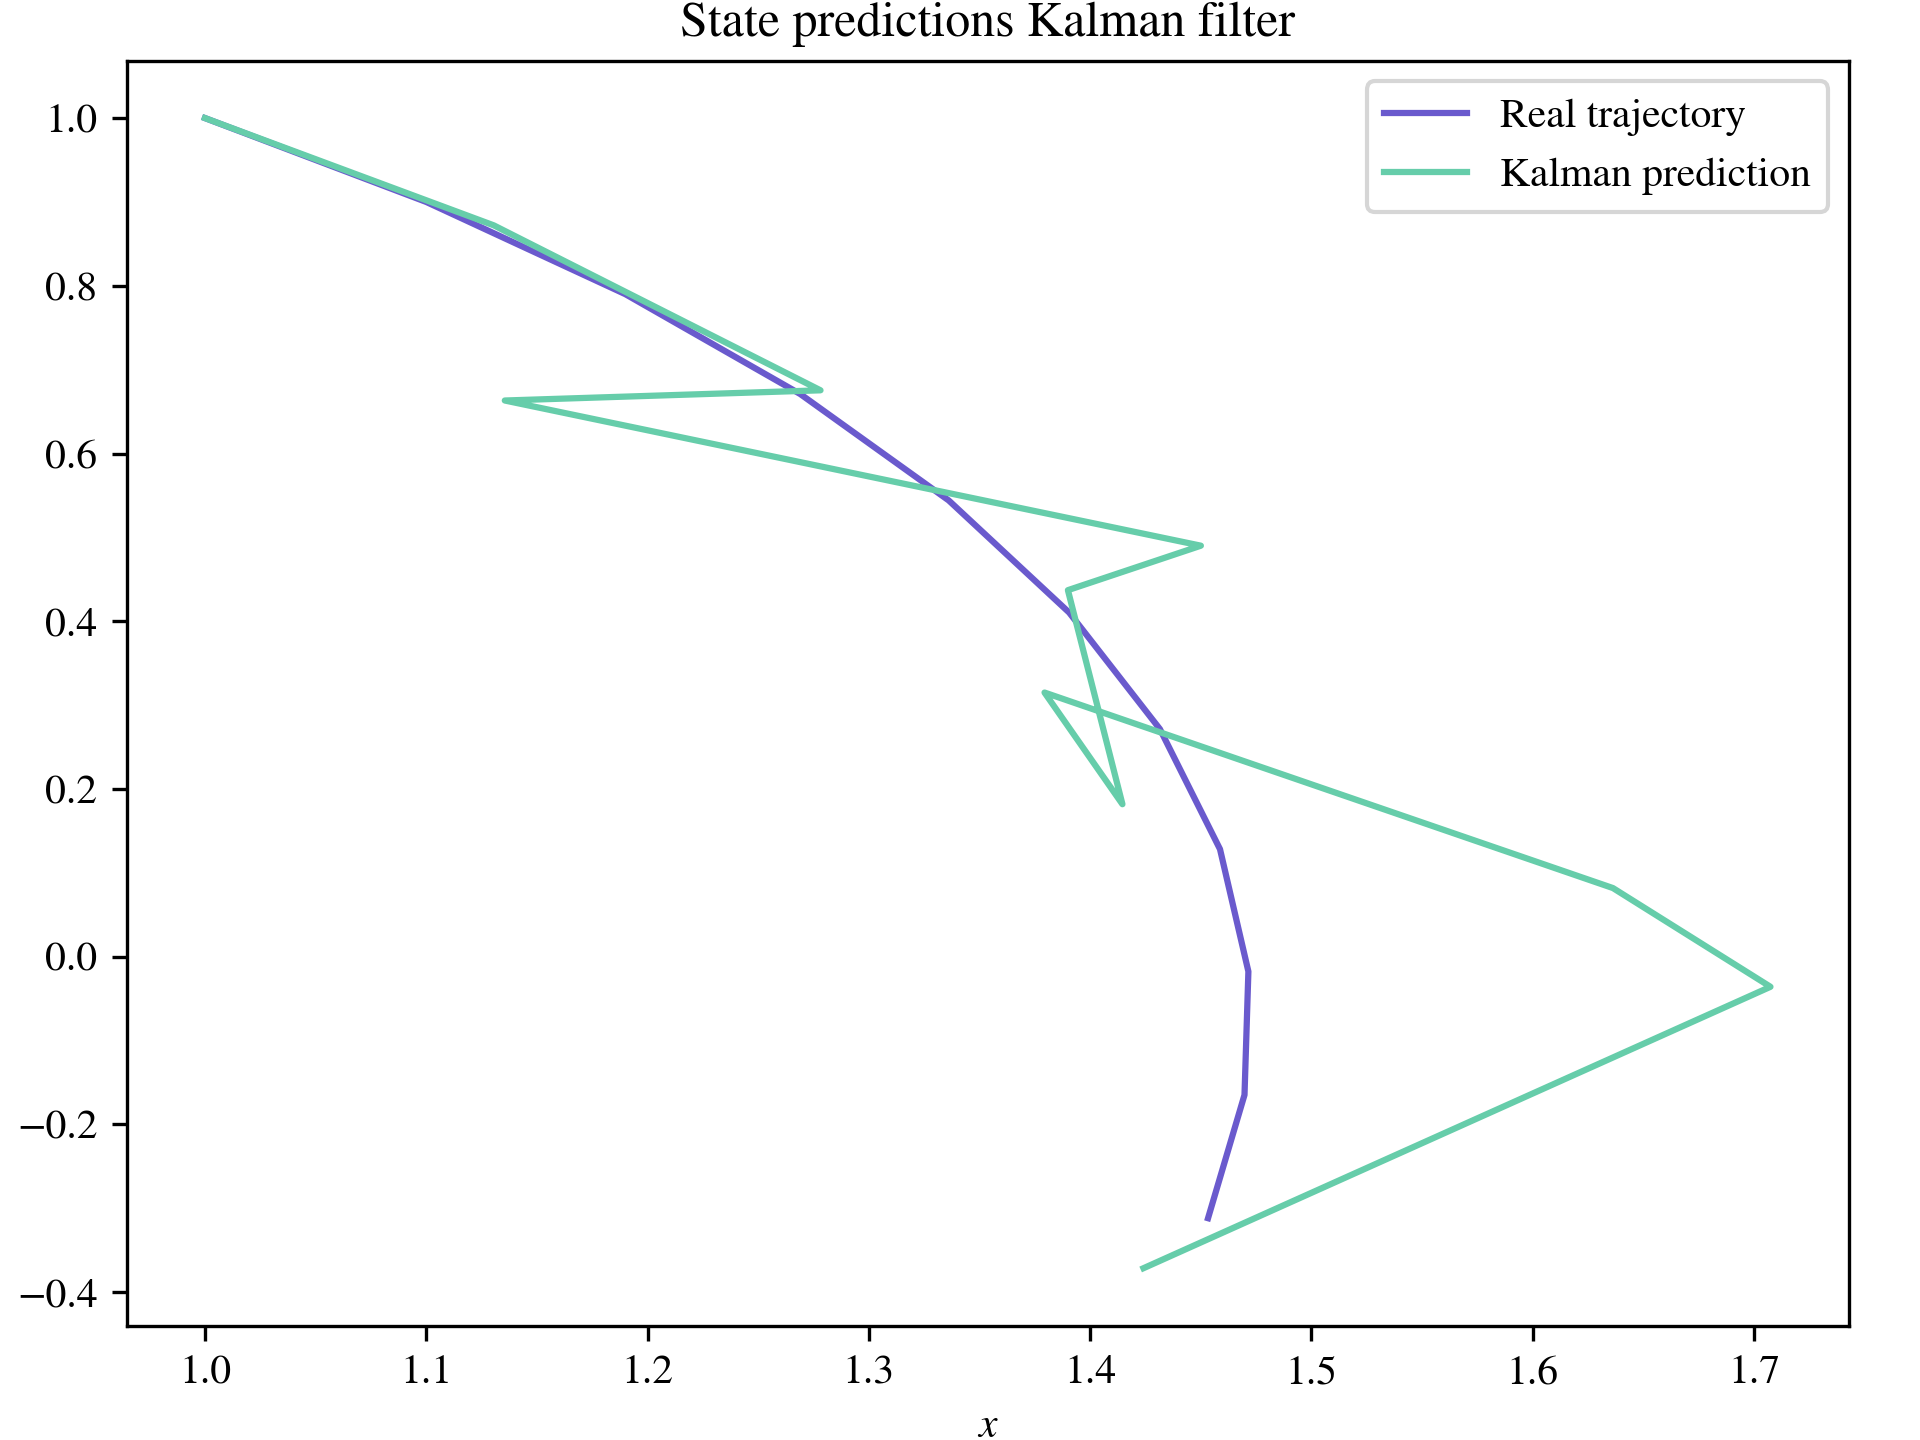 State predictions Kalman filter
Real trajectory
Kalman prediction
1.0
0.8
0.6
0.4
0.2
0.0
−0.2
−0.4
1.0 1.1 1.2 1.3 1.4 1.5 1.6 1.7
x